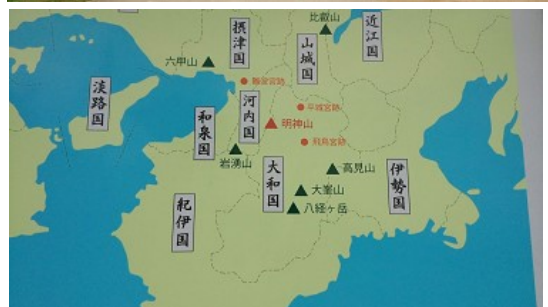 比叡山
近江国
摂津国
山城国
六甲山
難波宮跡
淡路国
河内国
平城宮跡
和泉国
明神山
飛鳥宮跡
岩湧山
大和国
高見山
伊勢国
大峯山
紀伊国
八経ヶ岳